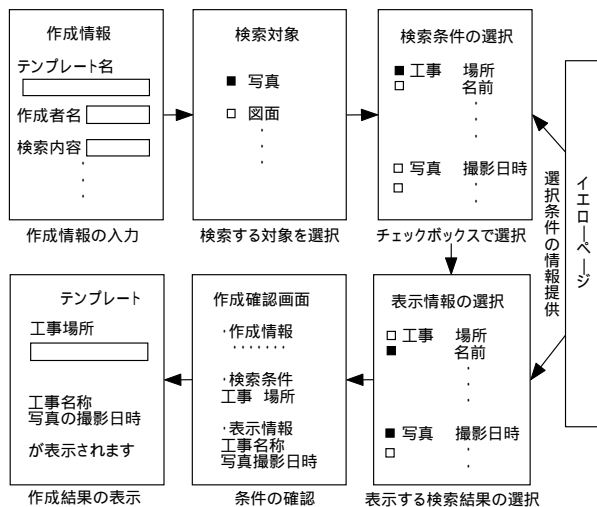 作成情報
テンプレート名
作成者名
検索内容
作成情報の入力
検索対象
■ 写真
□ 図面
検索する対象を選択
検索条件の選択
■ 工事 場所
□ 名前
□ 写真 撮影日時
□
チェックボックスで選択
イエローページ
選択条件の情報提供
表示情報の選択
□ 工事 場所
■ 名前
■ 写真 撮影日時
□
表示する検索結果の選択
作成確認画面
・作成情報
・・・・・・・
・検索条件
工事 場所
・表示情報
工事名称
写真撮影日時
条件の確認
テンプレート
工事場所
工事名称
写真の撮影日時
が表示されます
作成結果の表示